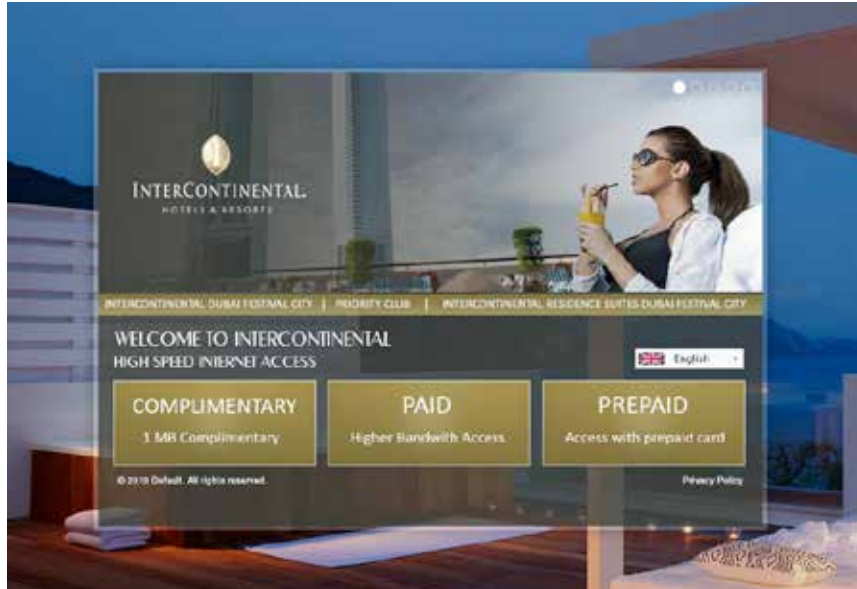 INTERCONTINENTAL.
HOTELS & RESORTS
INTERCONTINENTAL DUBAI FESTIVAL CITY | PRIORITY CLUB | INTERCONTINENTAL RESIDENCE SUITES DUBAI FESTIVAL CITY
WELCOME TO INTERCONTINENTAL
HIGH SPEED INTERNET ACCESS
English
COMPLIMENTARY
PAID
PREPAID
1 MB Complimentary
Higher Bandwith Access
Access with prepaid card
© Default. All rights reserved.
Privacy Policy